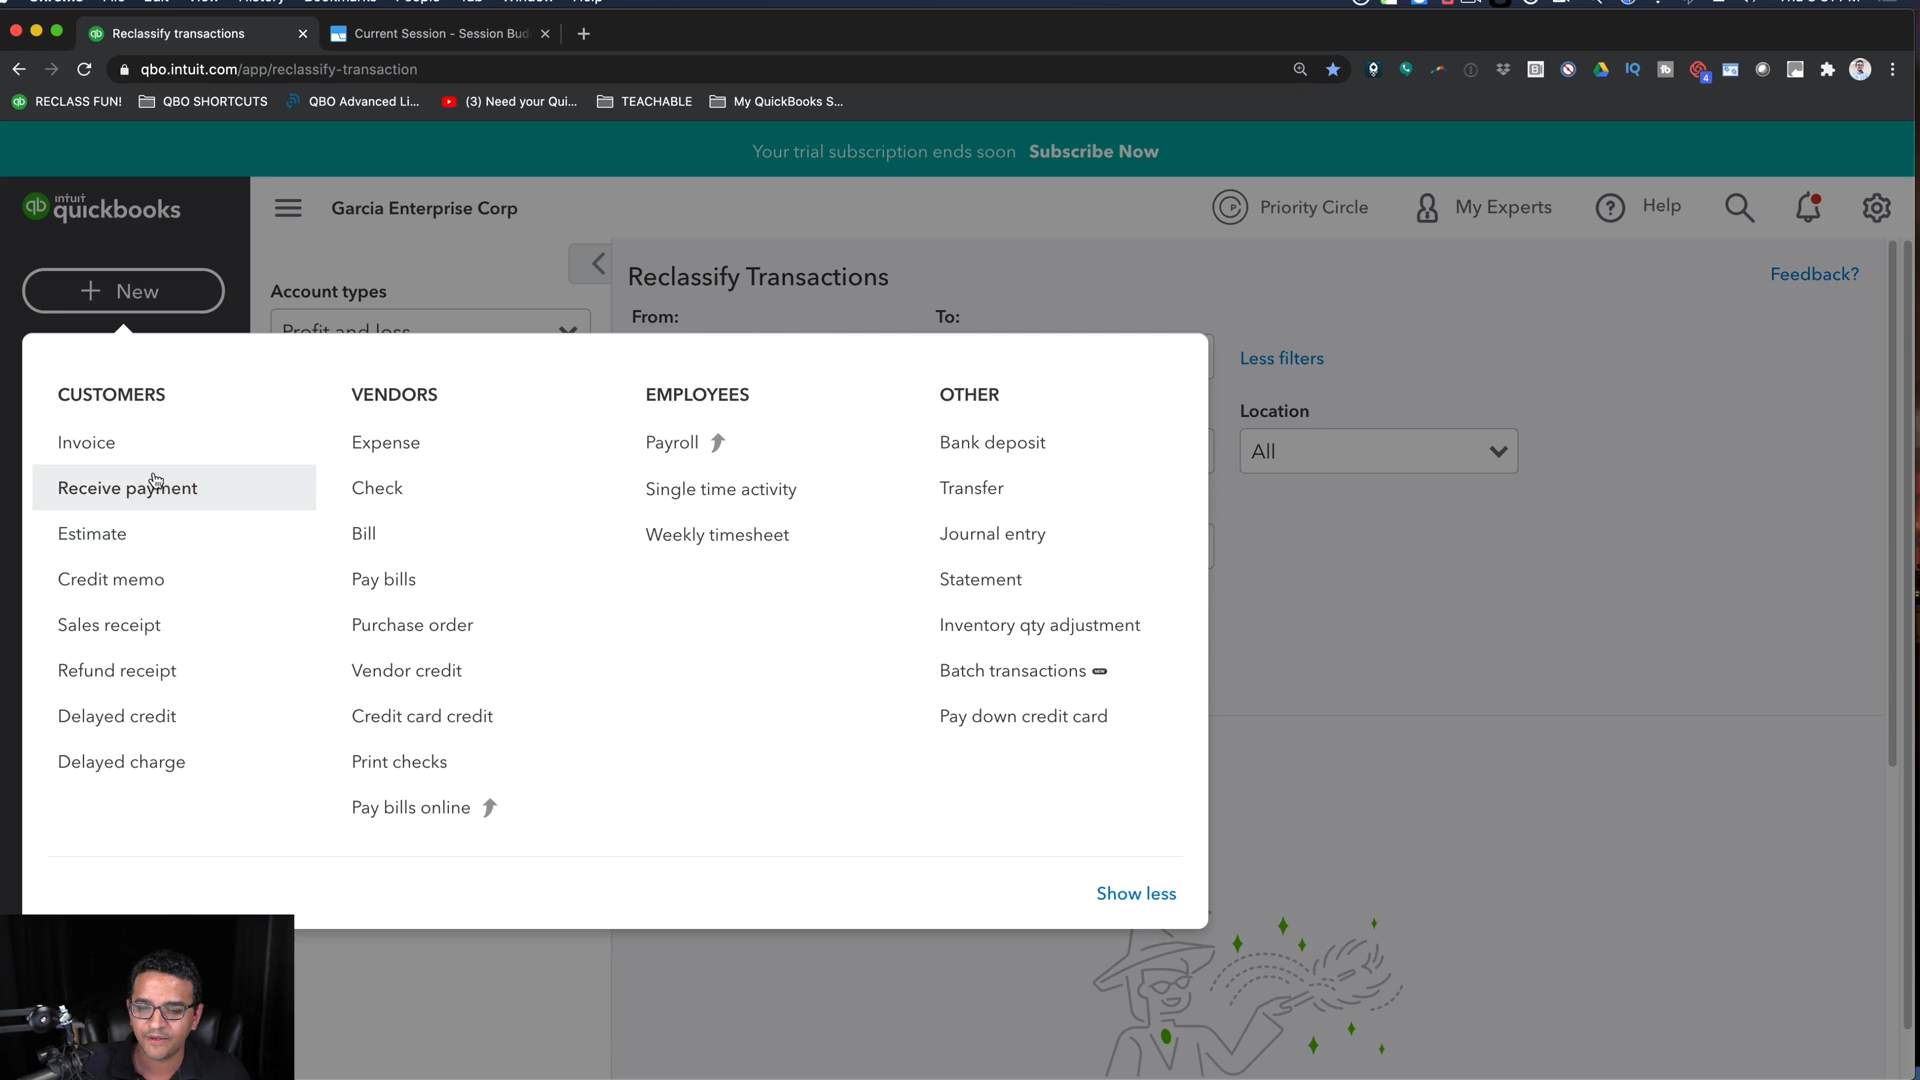 Reclassify transactions
Current Session - Session Bud
qbo.intuit.com/app/reclassify-transaction
4
RECLASS FUN!
QBO SHORTCUTS
QBO Advanced Li...
(3) Need your Qui...
TEACHABLE
My QuickBooks S...
Your trial subscription ends soon Subscribe Now
intuit
quickbooks
Garcia Enterprise Corp
Priority Circle
My Experts
Help
+ New
Account types
Profit and loss
Reclassify Transactions
Feedback?
From:
To:
Less filters
Location
All
CUSTOMERS
Invoice
Receive payment
Estimate
Credit memo
Sales receipt
Refund receipt
Delayed credit
Delayed charge
VENDORS
Expense
Check
Bill
Pay bills
Purchase order
Vendor credit
Credit card credit
Print checks
Pay bills online
EMPLOYEES
Payroll
Single time activity
Weekly timesheet
OTHER
Bank deposit
Transfer
Journal entry
Statement
Inventory qty adjustment
Batch transactions NEW
Pay down credit card
Show less